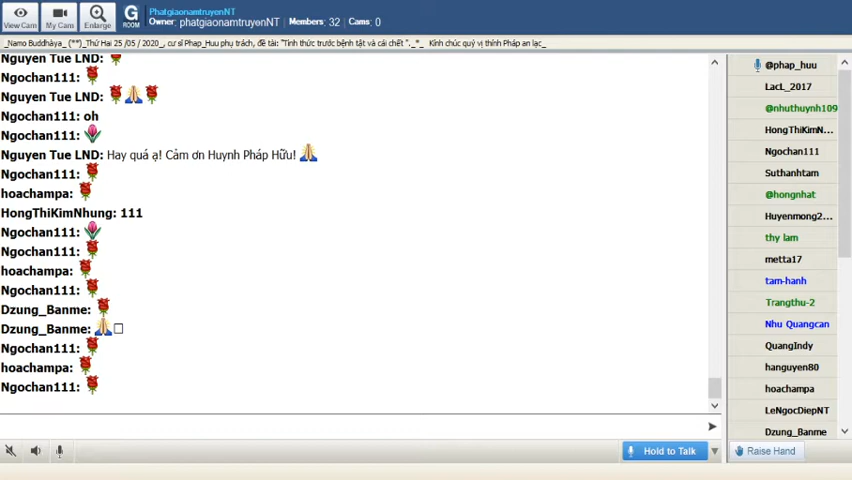 View Cam
My Cam
Enlarge
G
ROOM
PhatgiaonamtruyenNT
Owner: phatgiaonamtruyenNT Members: 32 Cams: 0
_Namo Buddhàya_ (**)_Thứ Hai 25 /05 / 2020_, cư sĩ Phap_Huu phụ trách, đề tài: "Tỉnh thức trước bệnh tật và cái chết "._*_ Kính chúc quý vị thính Pháp an lạc_
Nguyen Tue LND:
Ngochan111:
Nguyen Tue LND:
Ngochan111: oh
Ngochan111:
Nguyen Tue LND: Hay quá ạ! Cảm ơn Huynh Pháp Hữu!
Ngochan111:
hoachampa:
HongThiKimNhung: 111
Ngochan111:
Ngochan111:
hoachampa:
Ngochan111:
Dzung_Banme:
Dzung_Banme:
Ngochan111:
hoachampa:
Ngochan111:
@phap_huu
LacL_2017
@nhuthuynh109
HongThiKimN...
Ngochan111
Suthanhtam
@hongnhat
Huyenmong2...
thy lam
metta17
tam-hanh
Trangthu-2
Nhu Quangcan
QuangIndy
hanguyen80
hoachampa
LeNgocDiepNT
Dzung_Banme
Hold to Talk
Raise Hand